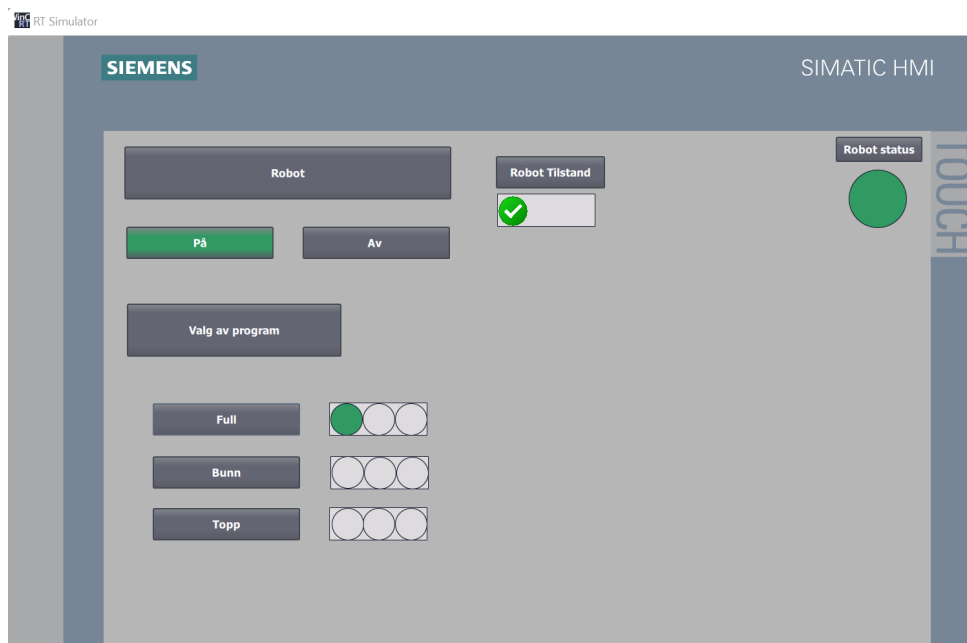 RT Simulator
SIEMENS
SIMATIC HMI
TOUCH
Robot
Robot Tilstand
Robot status
På
Av
Valg av program
Full
Bunn
Topp